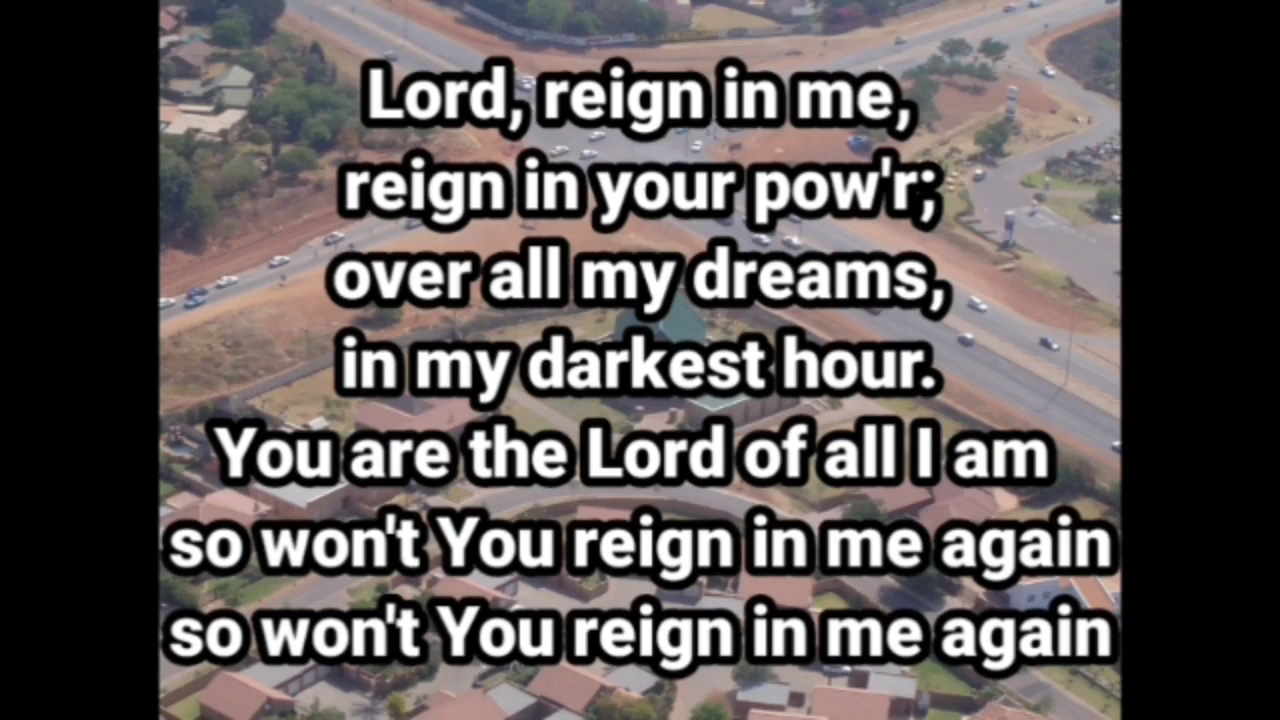 Lord, reign in me,
reign in your pow'r;
over all my dreams,
in my darkest hour.
You are the Lord of all I am
so won't You reign in me again
so won't You reign in me again